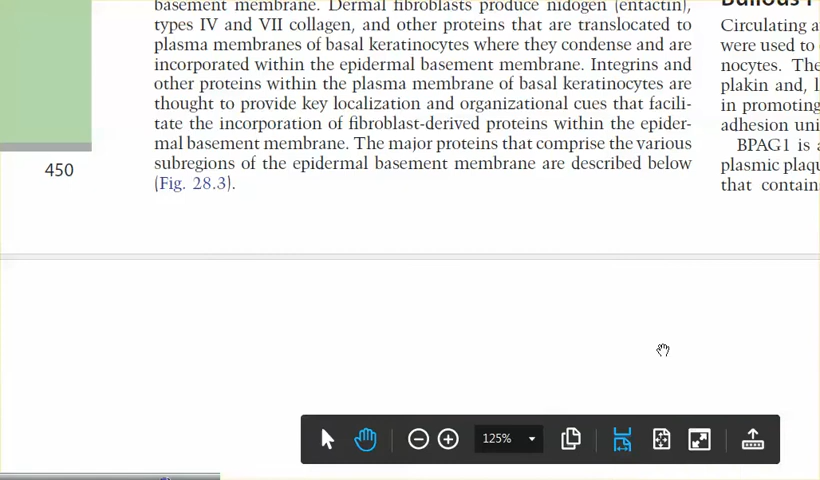 basement membrane. Dermal fibroblasts produce nidogen (entactin),
types IV and VII collagen, and other proteins that are translocated to
plasma membranes of basal keratinocytes where they condense and are
incorporated within the epidermal basement membrane. Integrins and
other proteins within the plasma membrane of basal keratinocytes are
thought to provide key localization and organizational cues that facili-
tate the incorporation of fibroblast-derived proteins within the epider-
mal basement membrane. The major proteins that comprise the various
subregions of the epidermal basement membrane are described below
(Fig. 28.3).
450
Circulating a
were used to
nocytes. The
plakin and, l
in promoting
adhesion uni
BPAG1 is a
plasmic plaqu
that contain
125%